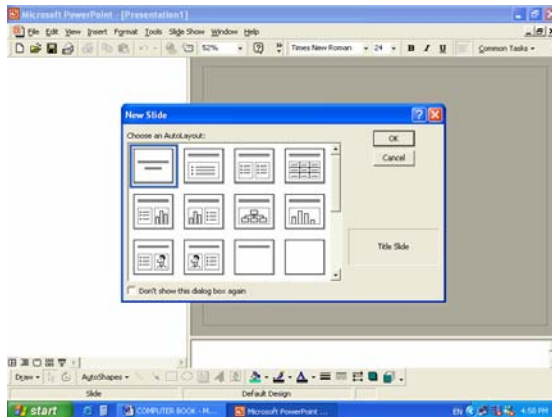 Microsoft PowerPoint - [Presentation1]
File Edit View Insert Format Tools Slide Show Window Help
52% Times New Roman 24 B I U Common Tasks
New Slide
Choose an AutoLayout:
OK
Cancel
Title Slide
Don't show this dialog box again
Draw AutoShapes
Slide Default Design
start COMPUTER BOOK - M... Microsoft PowerPoint ... EN 4:58 PM